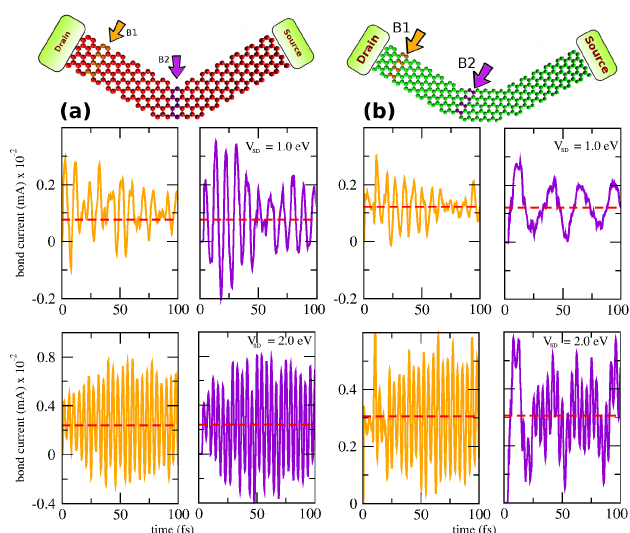 Drain
B1
B2
Source
(a)
Drain
B1
B2
Source
(b)
bond current (mA) x 10⁻²
0.2
0
-0.2
0
50
100
V_SD = 1.0 eV
0
50
100
0.2
0
-0.2
0
50
100
V_SD = 1.0 eV
0
50
100
bond current (mA) x 10⁻²
0.8
0.4
0
-0.4
0
50
100
time (fs)
V_SD = 2.0 eV
0
50
100
0.4
0.2
0
0
50
100
V_SD = 2.0 eV
0
50
100
time (fs)